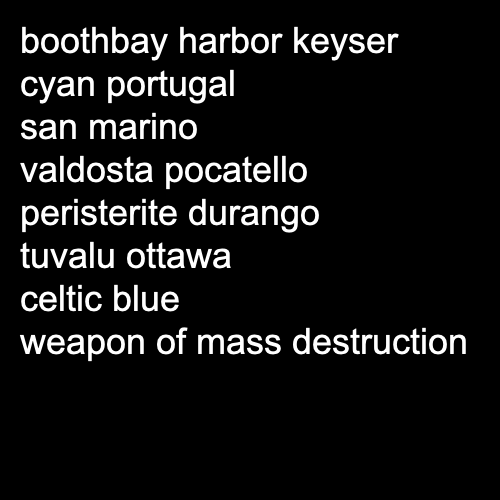 boothbay harbor keyser
cyan portugal
san marino
valdosta pocatello
peristerite durango
tuvalu ottawa
celtic blue
weapon of mass destruction